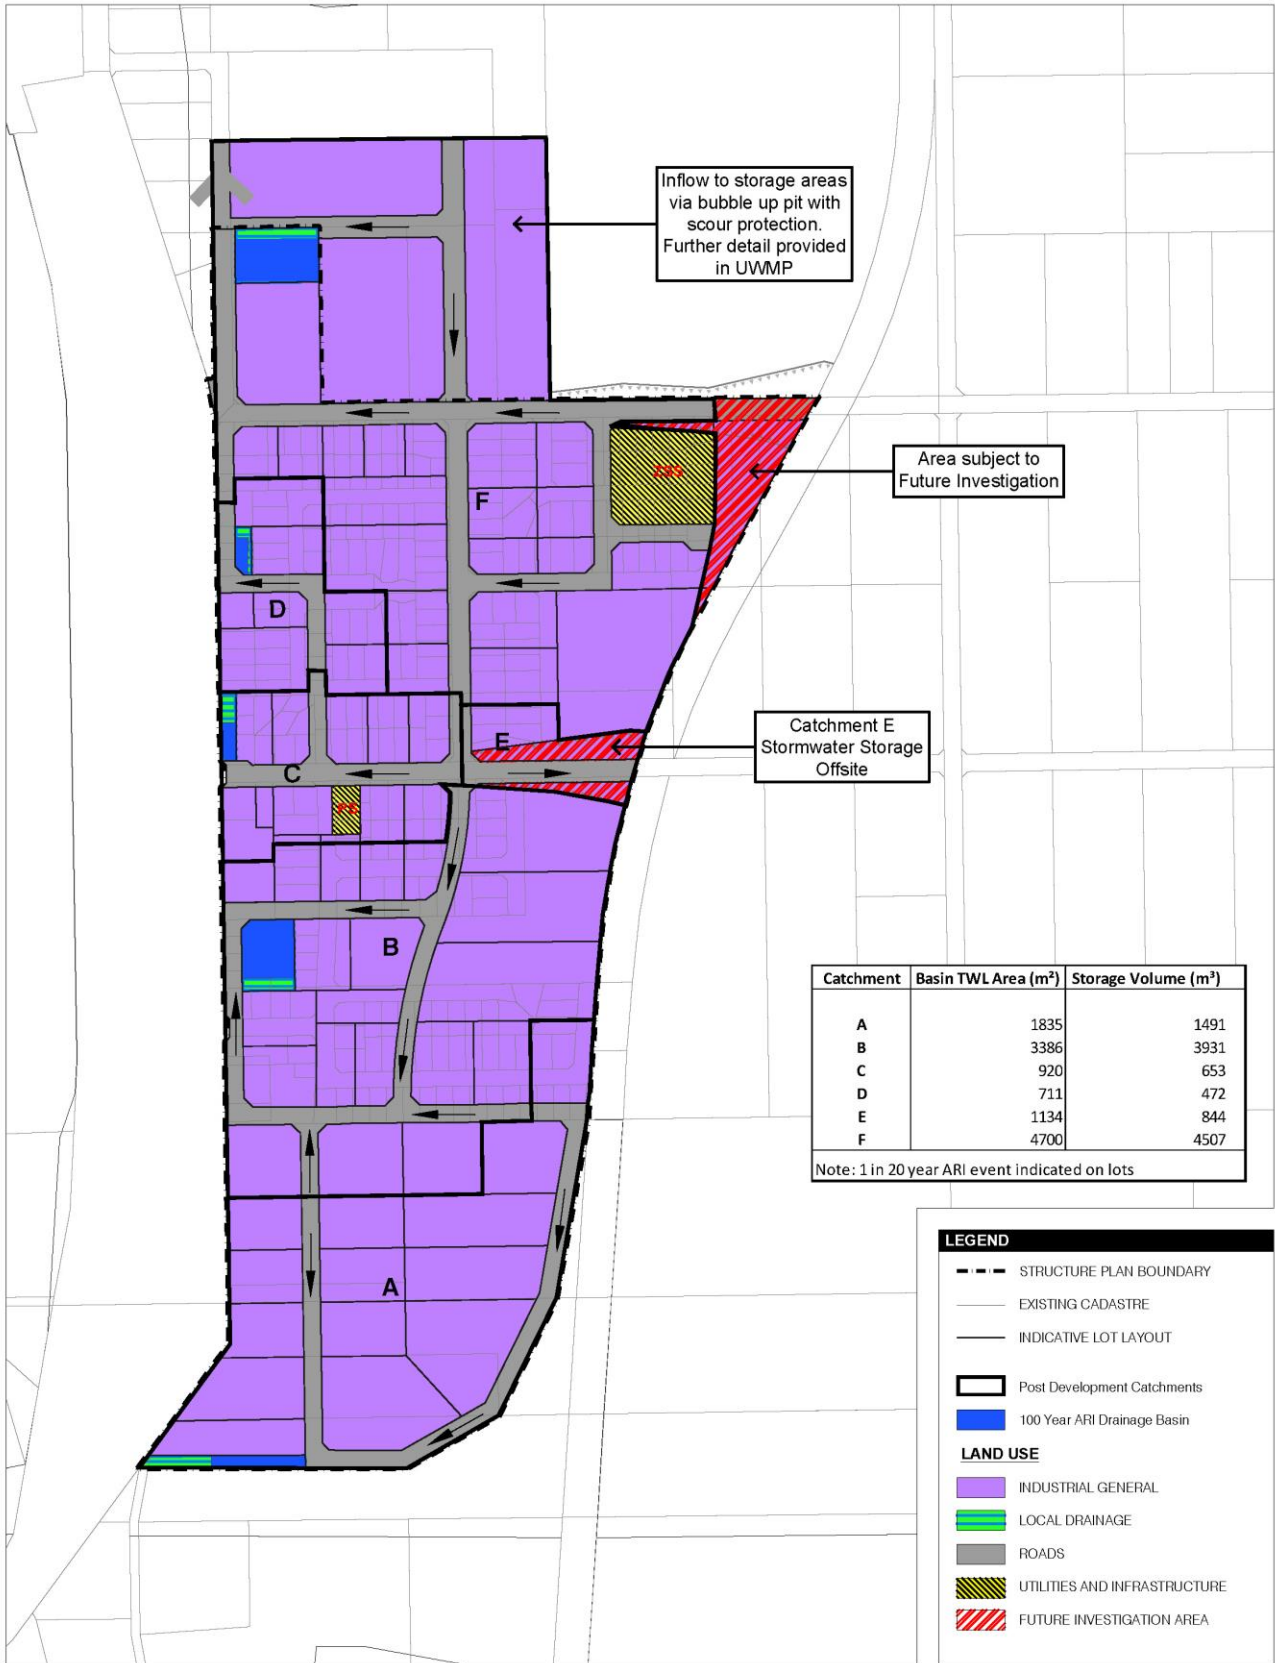 Inflow to storage areas
via bubble up pit with
scour protection.
Further detail provided
in UWMP
Area subject to
Future Investigation
F
D
E
Catchment E
Stormwater Storage
Offsite
C
B
A
Catchment Basin TWL Area (m²) Storage Volume (m³)
A 1835 1491
B 3386 3931
C 920 653
D 711 472
E 1134 844
F 4700 4507
Note: 1 in 20 year ARI event indicated on lots
LEGEND
STRUCTURE PLAN BOUNDARY
EXISTING CADASTRE
INDICATIVE LOT LAYOUT
Post Development Catchments
100 Year ARI Drainage Basin
LAND USE
INDUSTRIAL GENERAL
LOCAL DRAINAGE
ROADS
UTILITIES AND INFRASTRUCTURE
FUTURE INVESTIGATION AREA